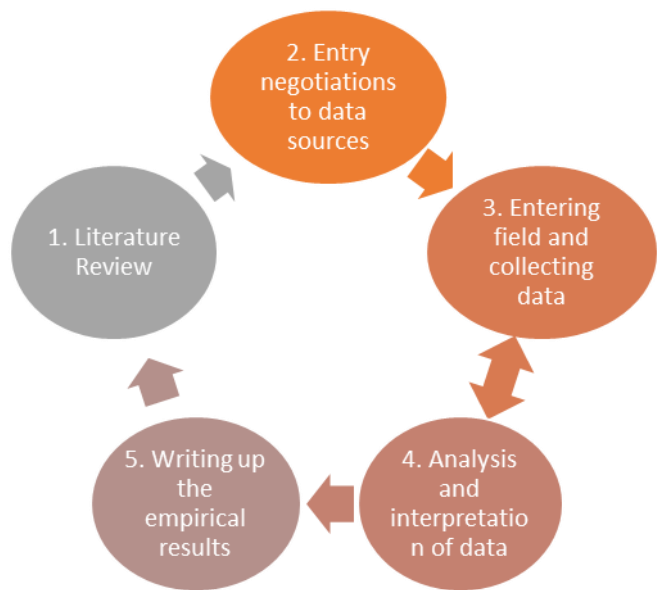 1. Literature
Review
2. Entry
negotiations
to data
sources
3. Entering
field and
collecting
data
4. Analysis
and
interpretatio
n of data
5. Writing up
the
empirical
results